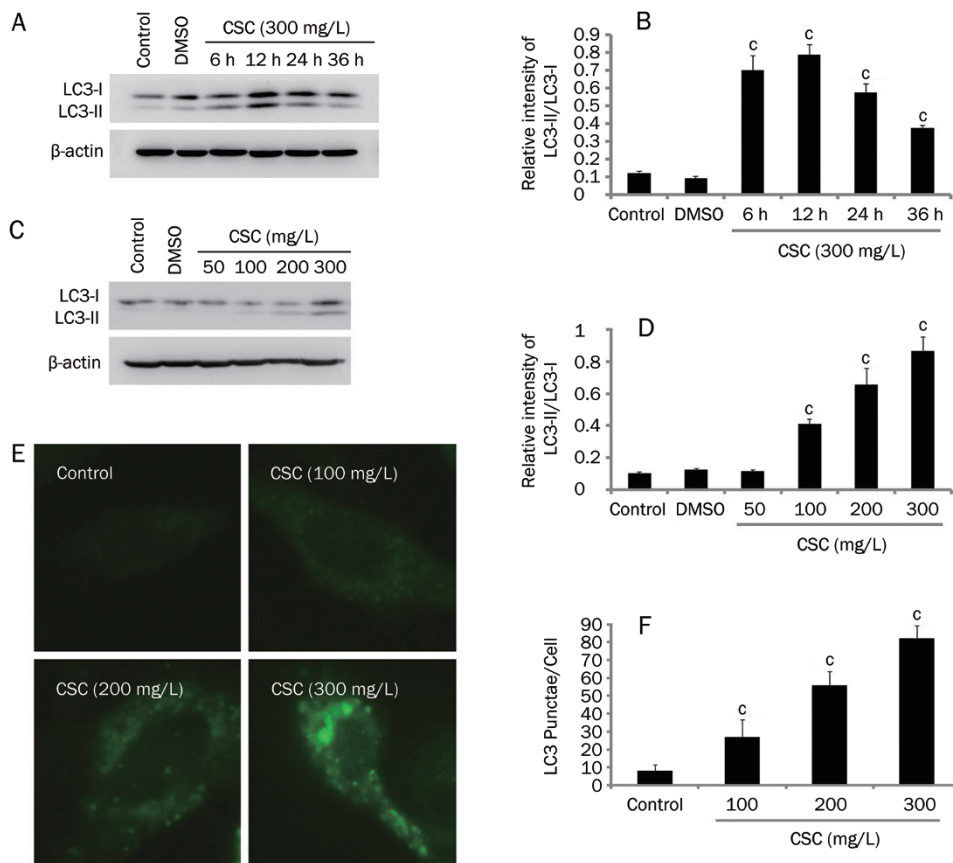 A
Control
DMSO
CSC (300 mg/L)
6 h 12 h 24 h 36 h
LC3-I
LC3-II
β-actin
B
Relative intensity of
LC3-II/LC3-I
0.9
0.8
0.7
0.6
0.5
0.4
0.3
0.2
0.1
0
c
c
c
c
Control DMSO 6 h 12 h 24 h 36 h
CSC (300 mg/L)
C
Control
DMSO
CSC (mg/L)
50 100 200 300
LC3-I
LC3-II
β-actin
D
Relative intensity of
LC3-II/LC3-I
1
0.8
0.6
0.4
0.2
0
c
c
c
Control DMSO 50 100 200 300
CSC (mg/L)
E
Control
CSC (100 mg/L)
CSC (200 mg/L)
CSC (300 mg/L)
F
LC3 Punctae/Cell
90
80
70
60
50
40
30
20
10
0
c
c
c
Control 100 200 300
CSC (mg/L)